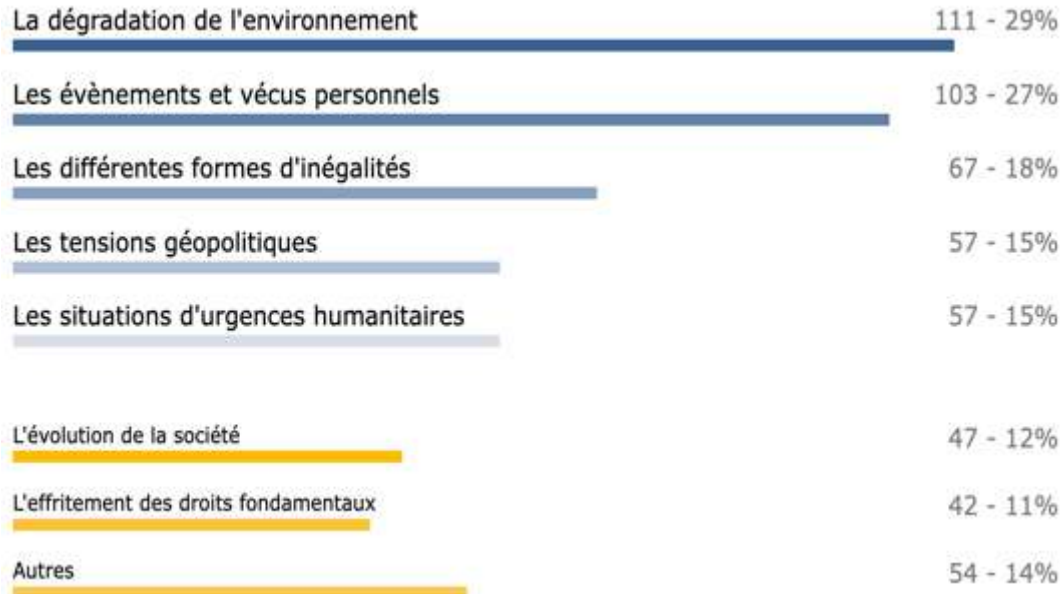 La dégradation de l'environnement 111 - 29%
Les évènements et vécus personnels 103 - 27%
Les différentes formes d'inégalités 67 - 18%
Les tensions géopolitiques 57 - 15%
Les situations d'urgences humanitaires 57 - 15%
L'évolution de la société 47 - 12%
L'effritement des droits fondamentaux 42 - 11%
Autres 54 - 14%